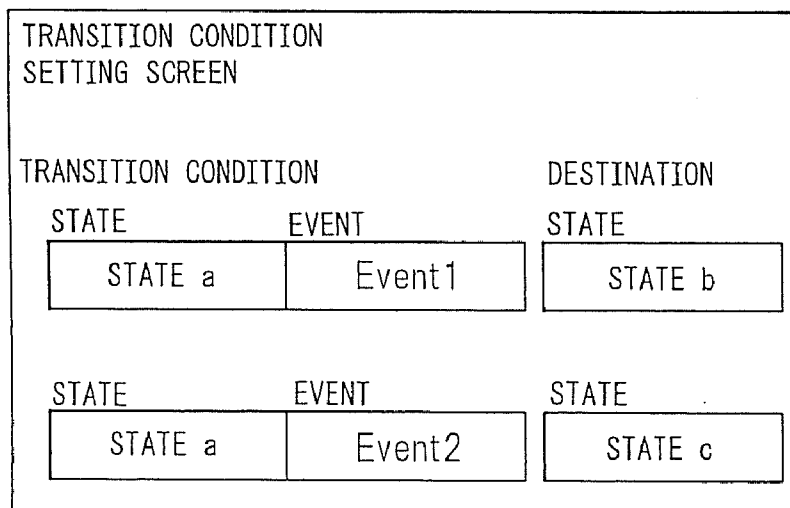 TRANSITION CONDITION
SETTING SCREEN
TRANSITION CONDITION DESTINATION
STATE EVENT STATE
STATE a Event1 STATE b
STATE EVENT STATE
STATE a Event2 STATE c